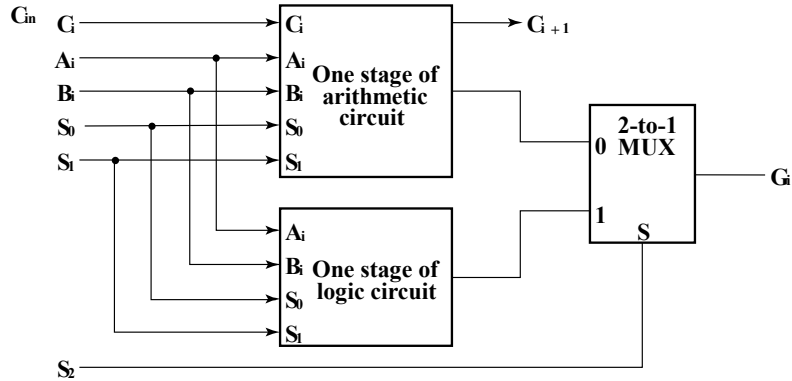 Cin
Ci
Ai
Bi
S0
S1
S2
Ci
Ai
Bi
S0
S1
One stage of
arithmetic
circuit
Ci + 1
Ai
Bi
S0
S1
One stage of
logic circuit
2-to-1
MUX
0
1
S
Gi